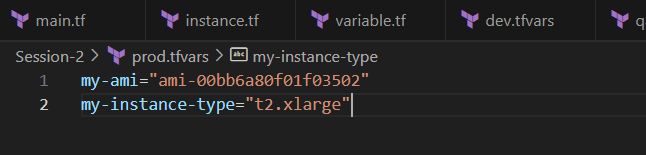 main.tf instance.tf variable.tf dev.tfvars q
Session-2 > prod.tfvars > abc my-instance-type
1 my-ami="ami-00bb6a80f01f03502"
2 my-instance-type="t2.xlarge"